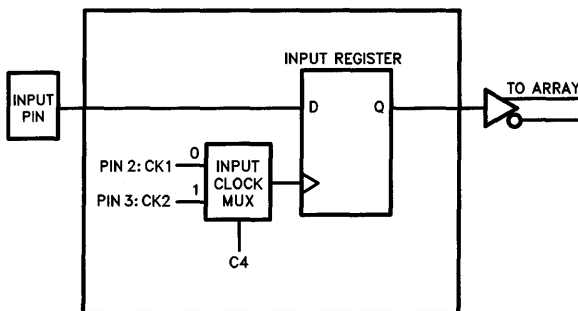 INPUT REGISTER
INPUT
PIN
D
Q
TO ARRAY
PIN 2: CK1
0
PIN 3: CK2
1
INPUT
CLOCK
MUX
C4